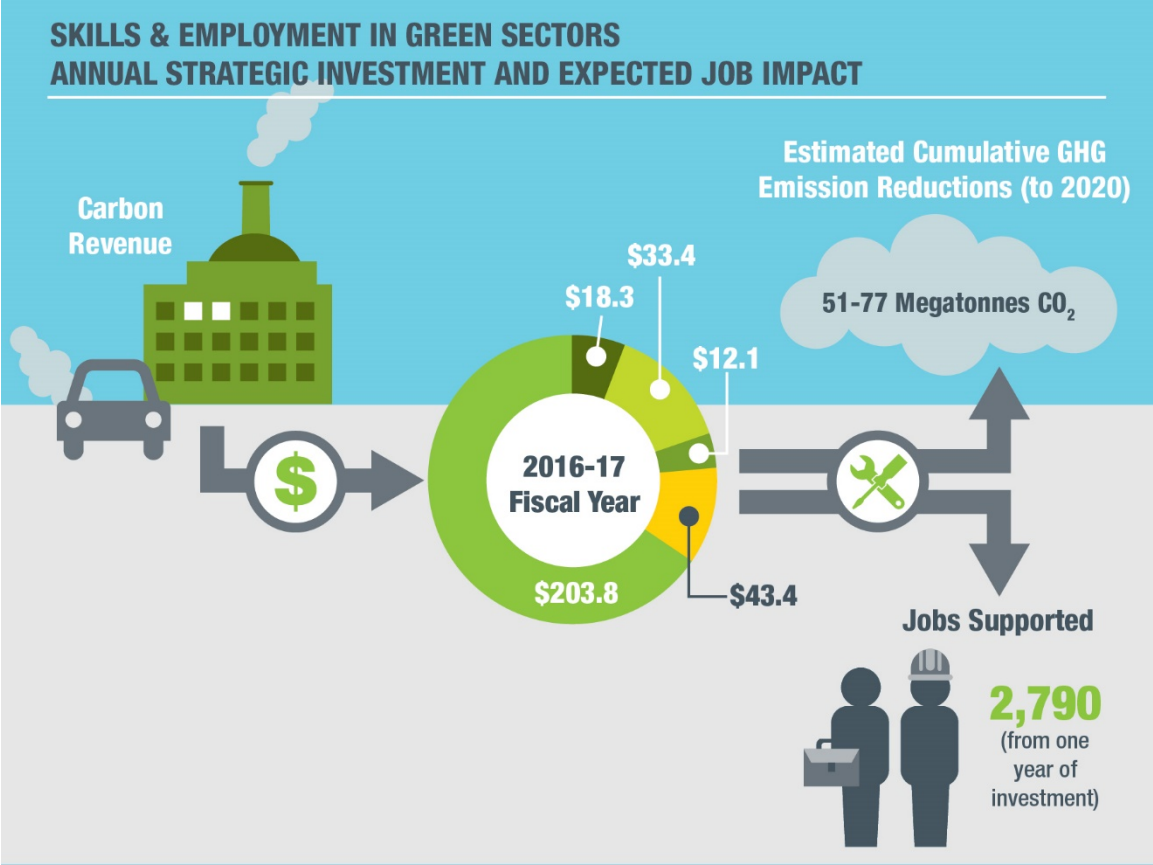 SKILLS & EMPLOYMENT IN GREEN SECTORS
ANNUAL STRATEGIC INVESTMENT AND EXPECTED JOB IMPACT
Carbon
Revenue
$
$18.3
$33.4
$12.1
2016-17
Fiscal Year
$203.8
$43.4
Estimated Cumulative GHG
Emission Reductions (to 2020)
51-77 Megatonnes CO₂
Jobs Supported
2,790
(from one
year of
investment)